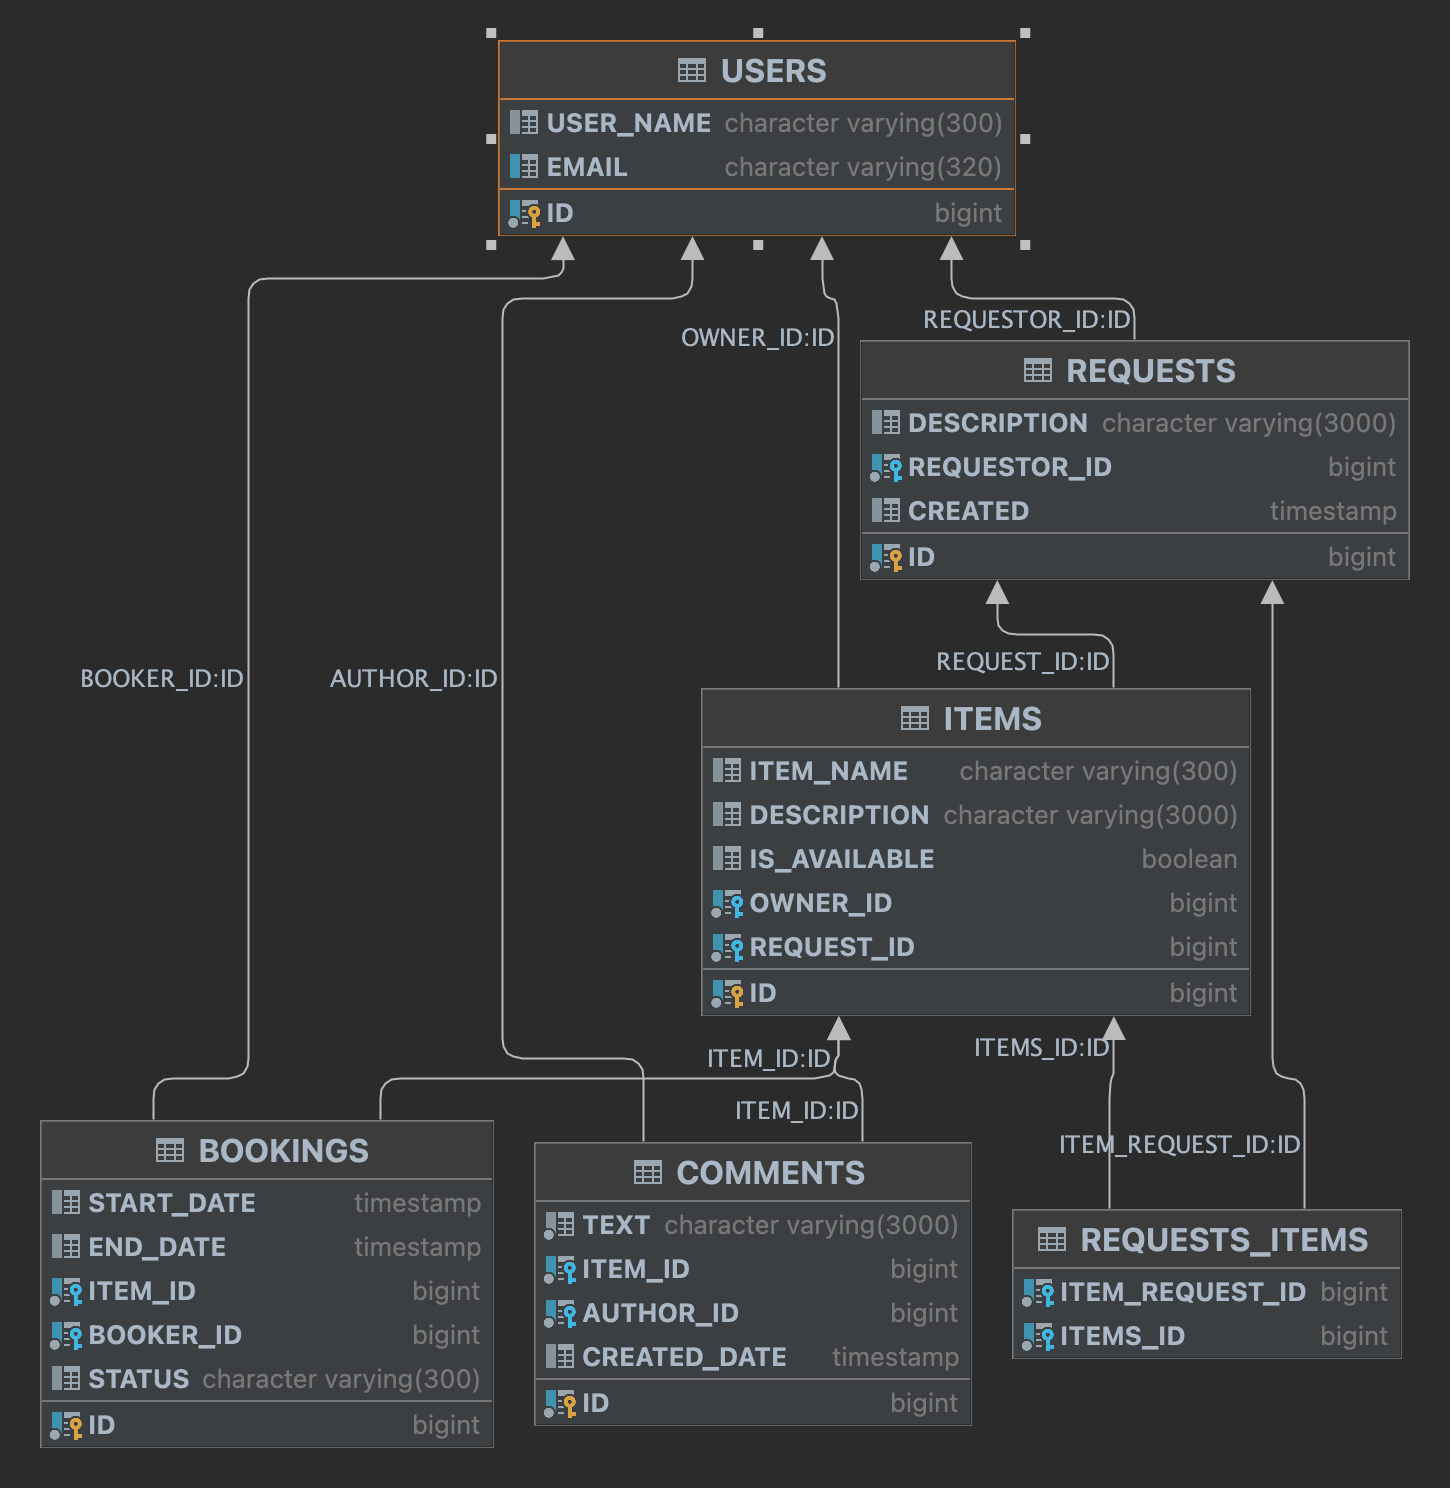 USERS
USER_NAME character varying(300)
EMAIL character varying(320)
ID bigint
REQUESTOR_ID:ID
OWNER_ID:ID
REQUESTS
DESCRIPTION character varying(3000)
REQUESTOR_ID bigint
CREATED timestamp
ID bigint
REQUEST_ID:ID
BOOKER_ID:ID
AUTHOR_ID:ID
ITEMS
ITEM_NAME character varying(300)
DESCRIPTION character varying(3000)
IS_AVAILABLE boolean
OWNER_ID bigint
REQUEST_ID bigint
ID bigint
ITEM_ID:ID
ITEMS_ID:ID
ITEM_ID:ID
ITEM_REQUEST_ID:ID
BOOKINGS
START_DATE timestamp
END_DATE timestamp
ITEM_ID bigint
BOOKER_ID bigint
STATUS character varying(300)
ID bigint
COMMENTS
TEXT character varying(3000)
ITEM_ID bigint
AUTHOR_ID bigint
CREATED_DATE timestamp
ID bigint
REQUESTS_ITEMS
ITEM_REQUEST_ID bigint
ITEMS_ID bigint